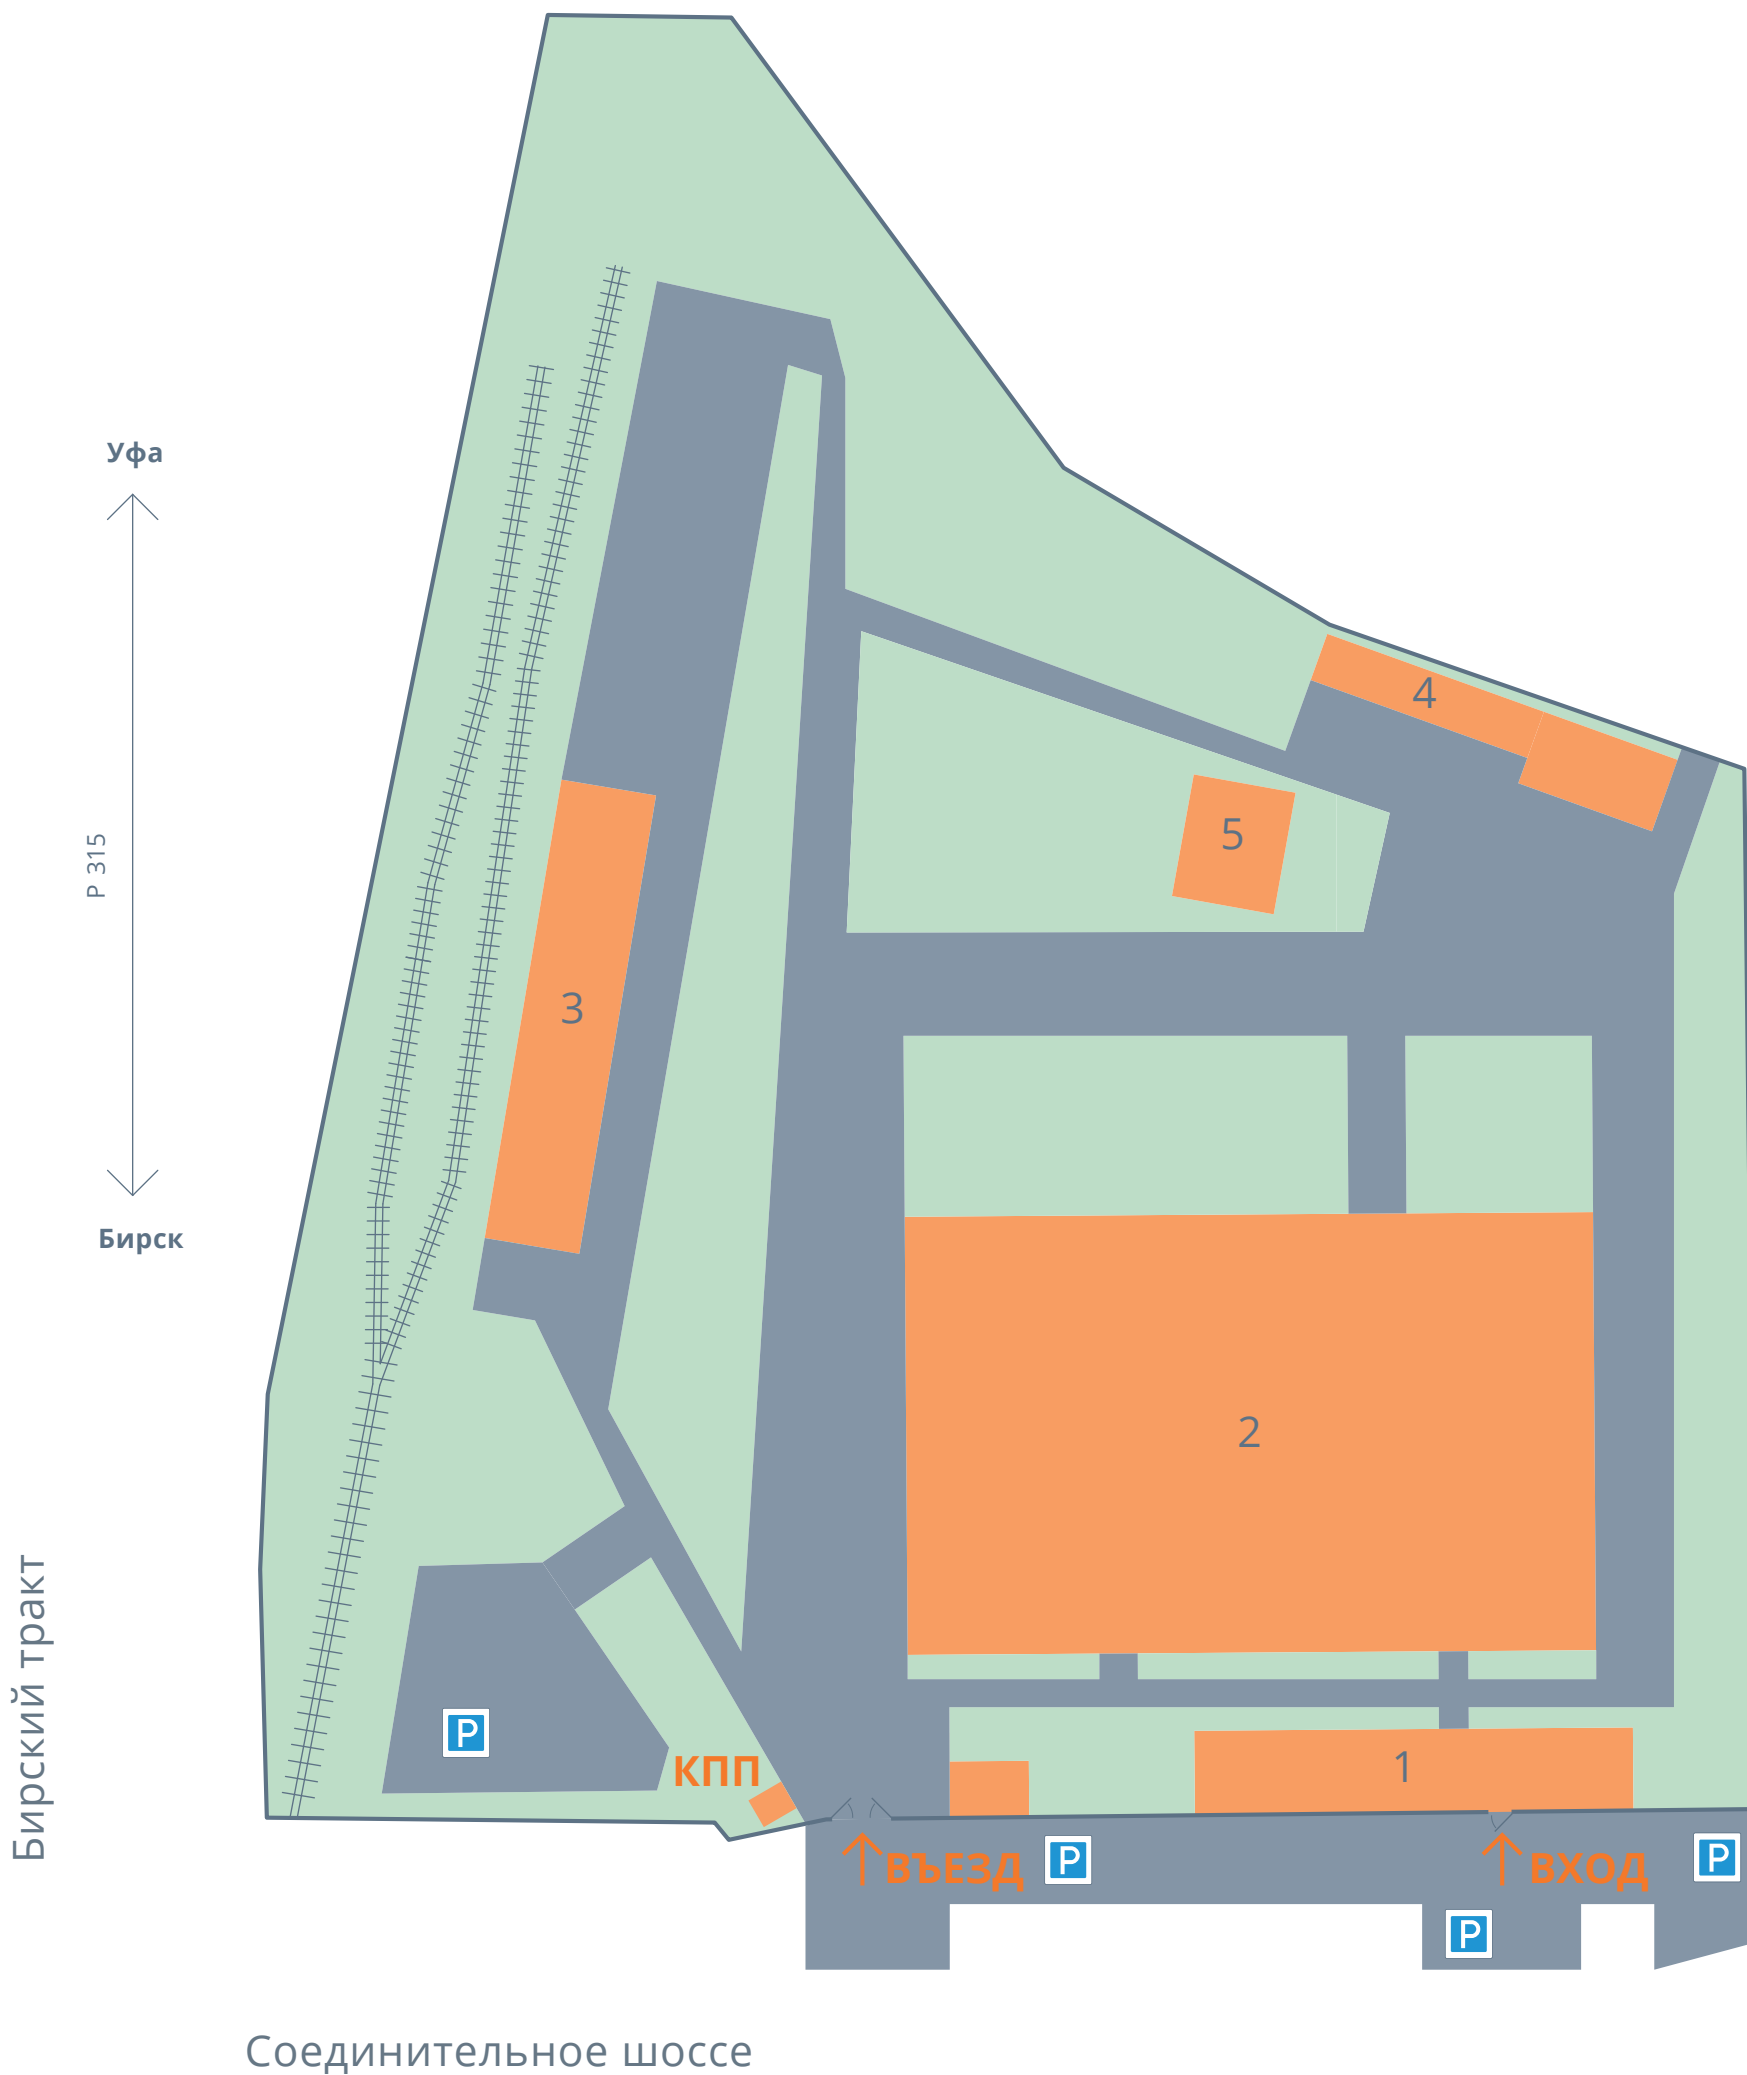 Уфа
4
5
Р 315
3
Бирск
2
Бирский тракт
P
КПП
1
ВЪЕЗД
P
ВХОД
P
P
Соединительное шоссе